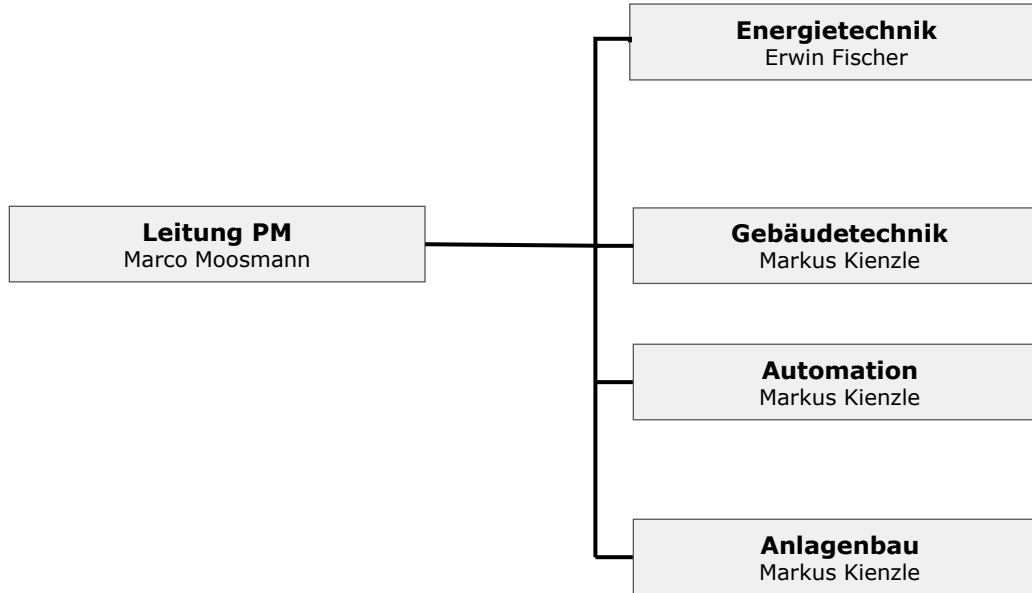 Energietechnik
Erwin Fischer
Leitung PM
Marco Moosmann
Gebäudetechnik
Markus Kienzle
Automation
Markus Kienzle
Anlagenbau
Markus Kienzle